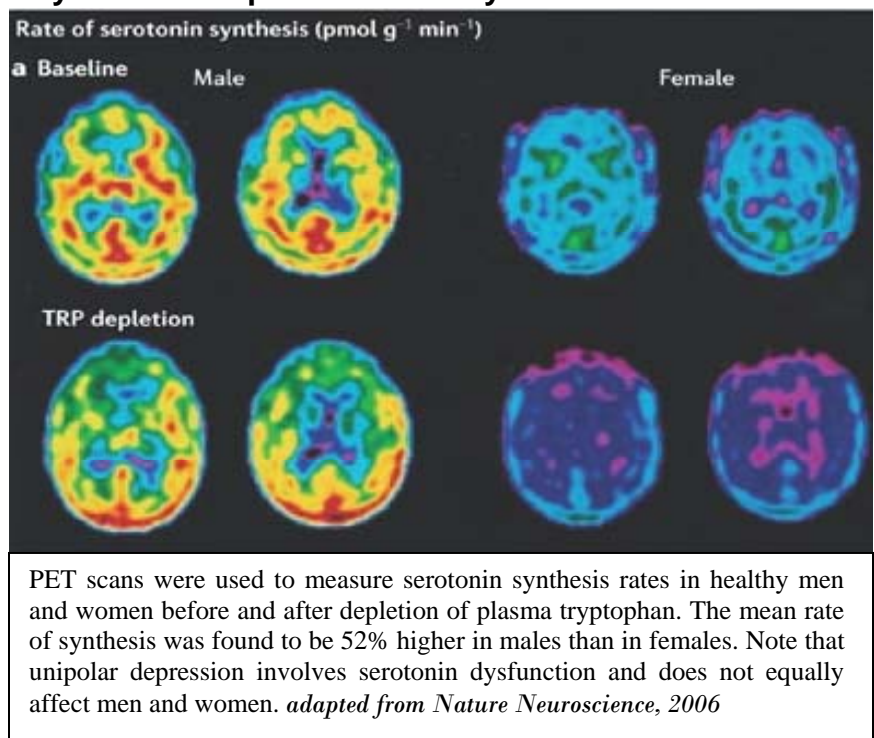 Rate of serotonin synthesis (pmol g⁻¹ min⁻¹)
a Baseline
Male
Female
TRP depletion
PET scans were used to measure serotonin synthesis rates in healthy men
and women before and after depletion of plasma tryptophan. The mean rate
of synthesis was found to be 52% higher in males than in females. Note that
unipolar depression involves serotonin dysfunction and does not equally
affect men and women. adapted from Nature Neuroscience, 2006